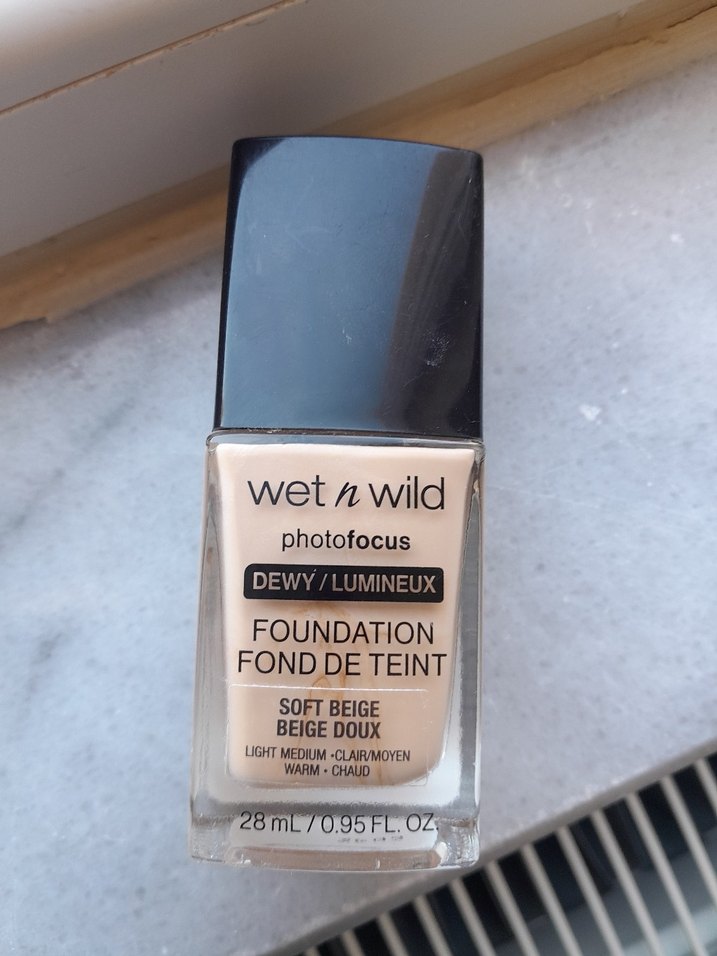 wet n wild
photofocus
DEWY / LUMINEUX
FOUNDATION
FOND DE TEINT
SOFT BEIGE
BEIGE DOUX
LIGHT MEDIUM • CLAIR/MOYEN
WARM • CHAUD
28 mL / 0.95 FL. OZ.